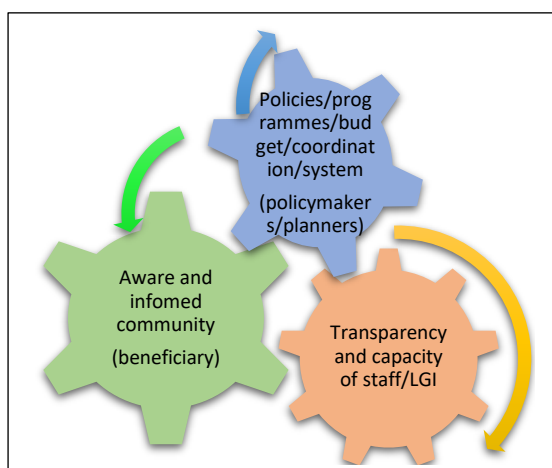 Policies/prog
rammes/bud
get/coordinat
ion/system
(policymaker
s/planners)
Aware and
infomed
community
(beneficiary)
Transparency
and capacity
of staff/LGI